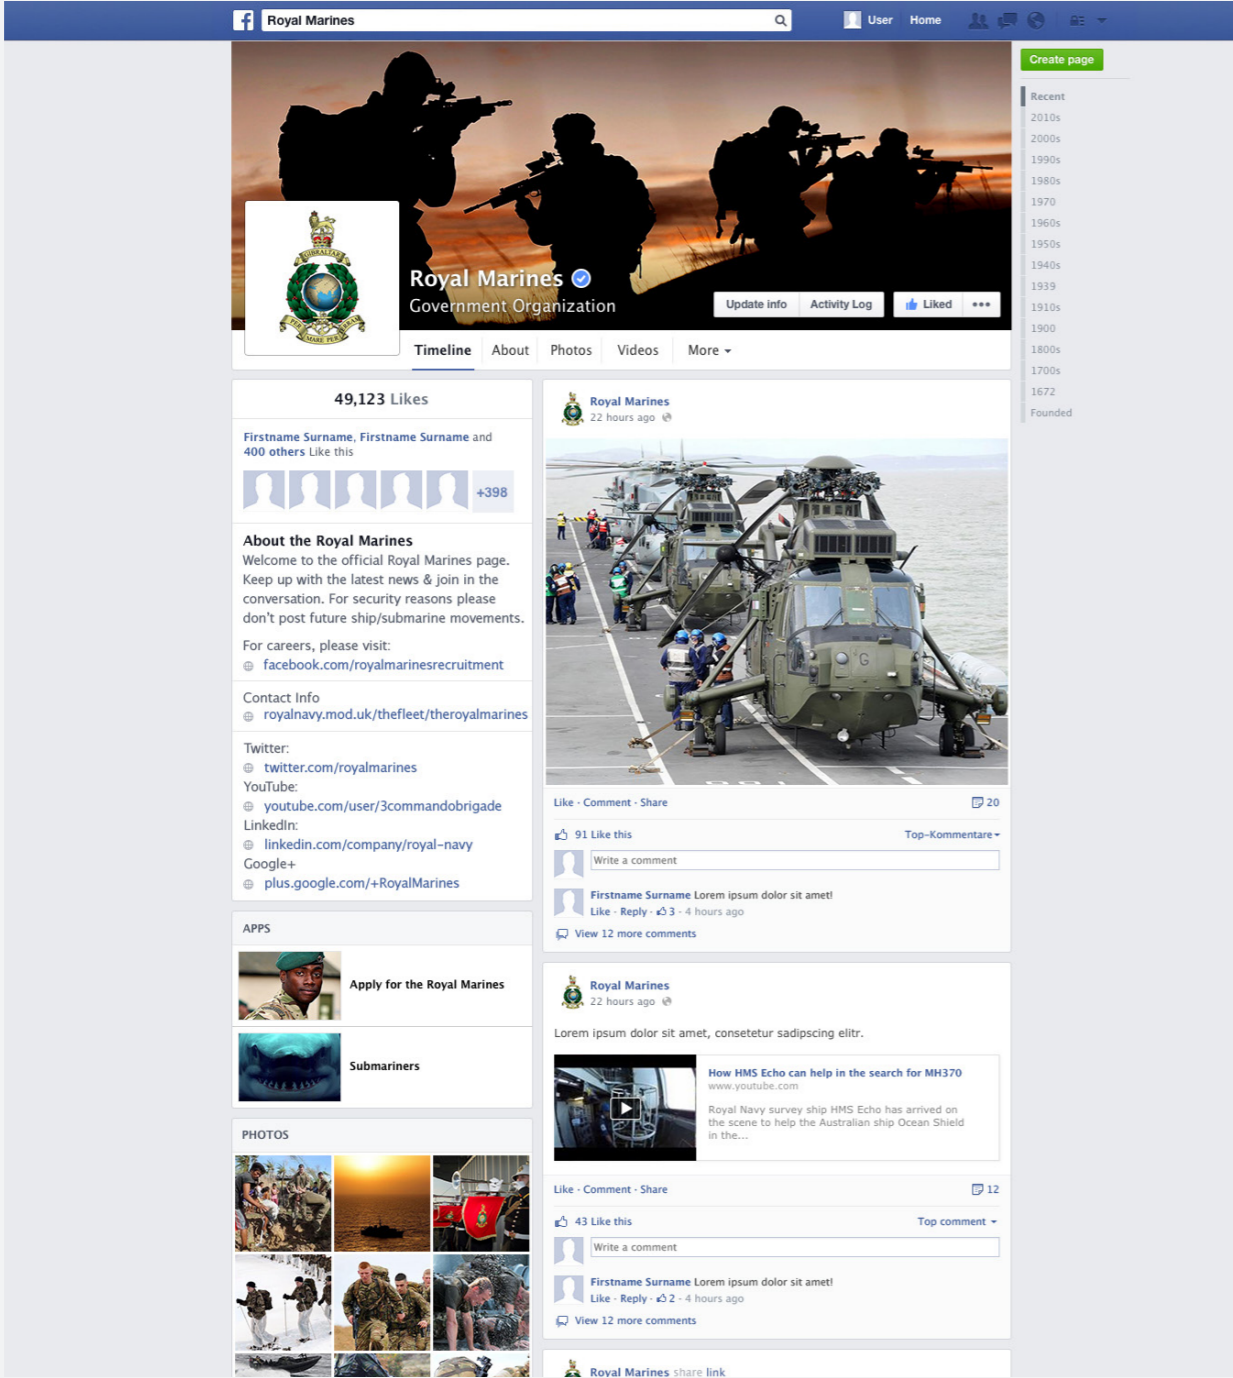 Royal Marines
User Home
Create page
Recent
2010s
2000s
1990s
1980s
1970
1960s
1950s
1940s
1939
1910s
1900
1800s
1700s
1672
Founded
GIBRALTAR
PER MARE PER TERRAM
Royal Marines
Government Organization
Update info Activity Log Liked
Timeline About Photos Videos More
49,123 Likes
Firstname Surname, Firstname Surname and
400 others Like this
+398
About the Royal Marines
Welcome to the official Royal Marines page.
Keep up with the latest news & join in the
conversation. For security reasons please
don't post future ship/submarine movements.
For careers, please visit:
facebook.com/royalmarinesrecruitment
Contact Info
royalnavy.mod.uk/thefleet/theroyalmarines
Twitter:
twitter.com/royalmarines
YouTube:
youtube.com/user/3commandobrigade
LinkedIn:
linkedin.com/company/royal-navy
Google+
plus.google.com/+RoyalMarines
APPS
Apply for the Royal Marines
Submariners
PHOTOS
Royal Marines
22 hours ago
G
Like · Comment · Share 20
91 Like this Top-Kommentare
Write a comment
Firstname Surname Lorem ipsum dolor sit amet!
Like · Reply · 3 · 4 hours ago
View 12 more comments
Royal Marines
22 hours ago
Lorem ipsum dolor sit amet, consetetur sadipscing elitr.
How HMS Echo can help in the search for MH370
www.youtube.com
Royal Navy survey ship HMS Echo has arrived on
the scene to help the Australian ship Ocean Shield
in the...
Like · Comment · Share 12
43 Like this Top comment
Write a comment
Firstname Surname Lorem ipsum dolor sit amet!
Like · Reply · 2 · 4 hours ago
View 12 more comments
Royal Marines share link